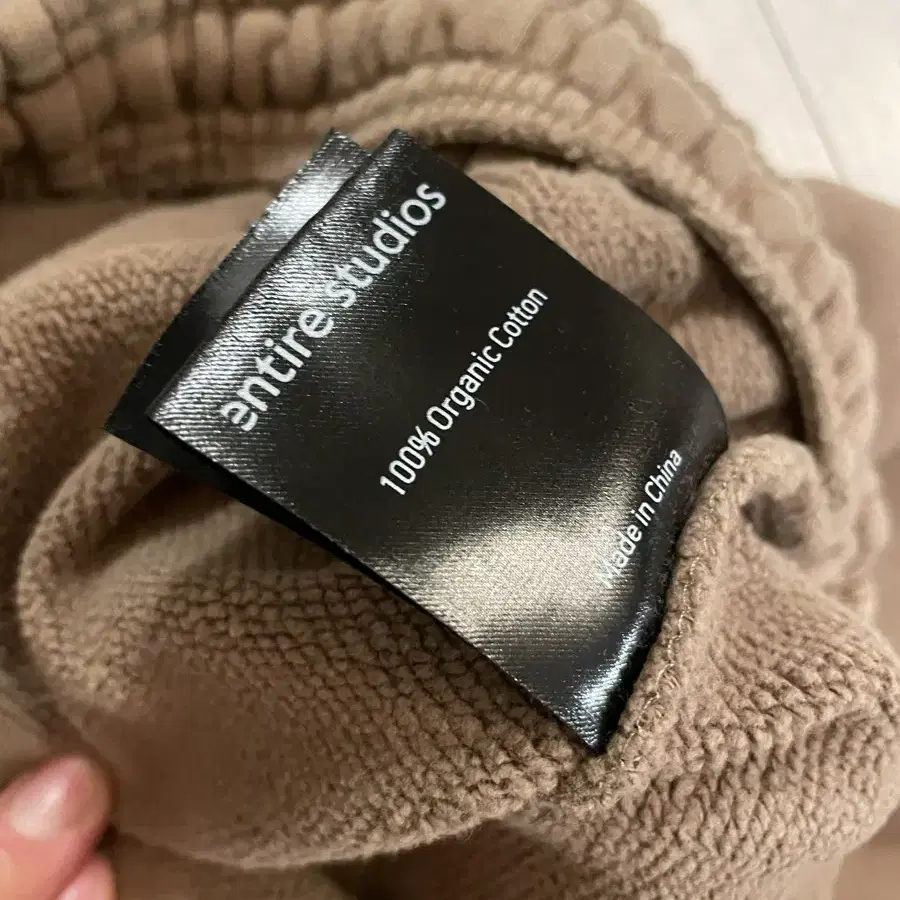 entire studios
100% Organic Cotton
Made in China